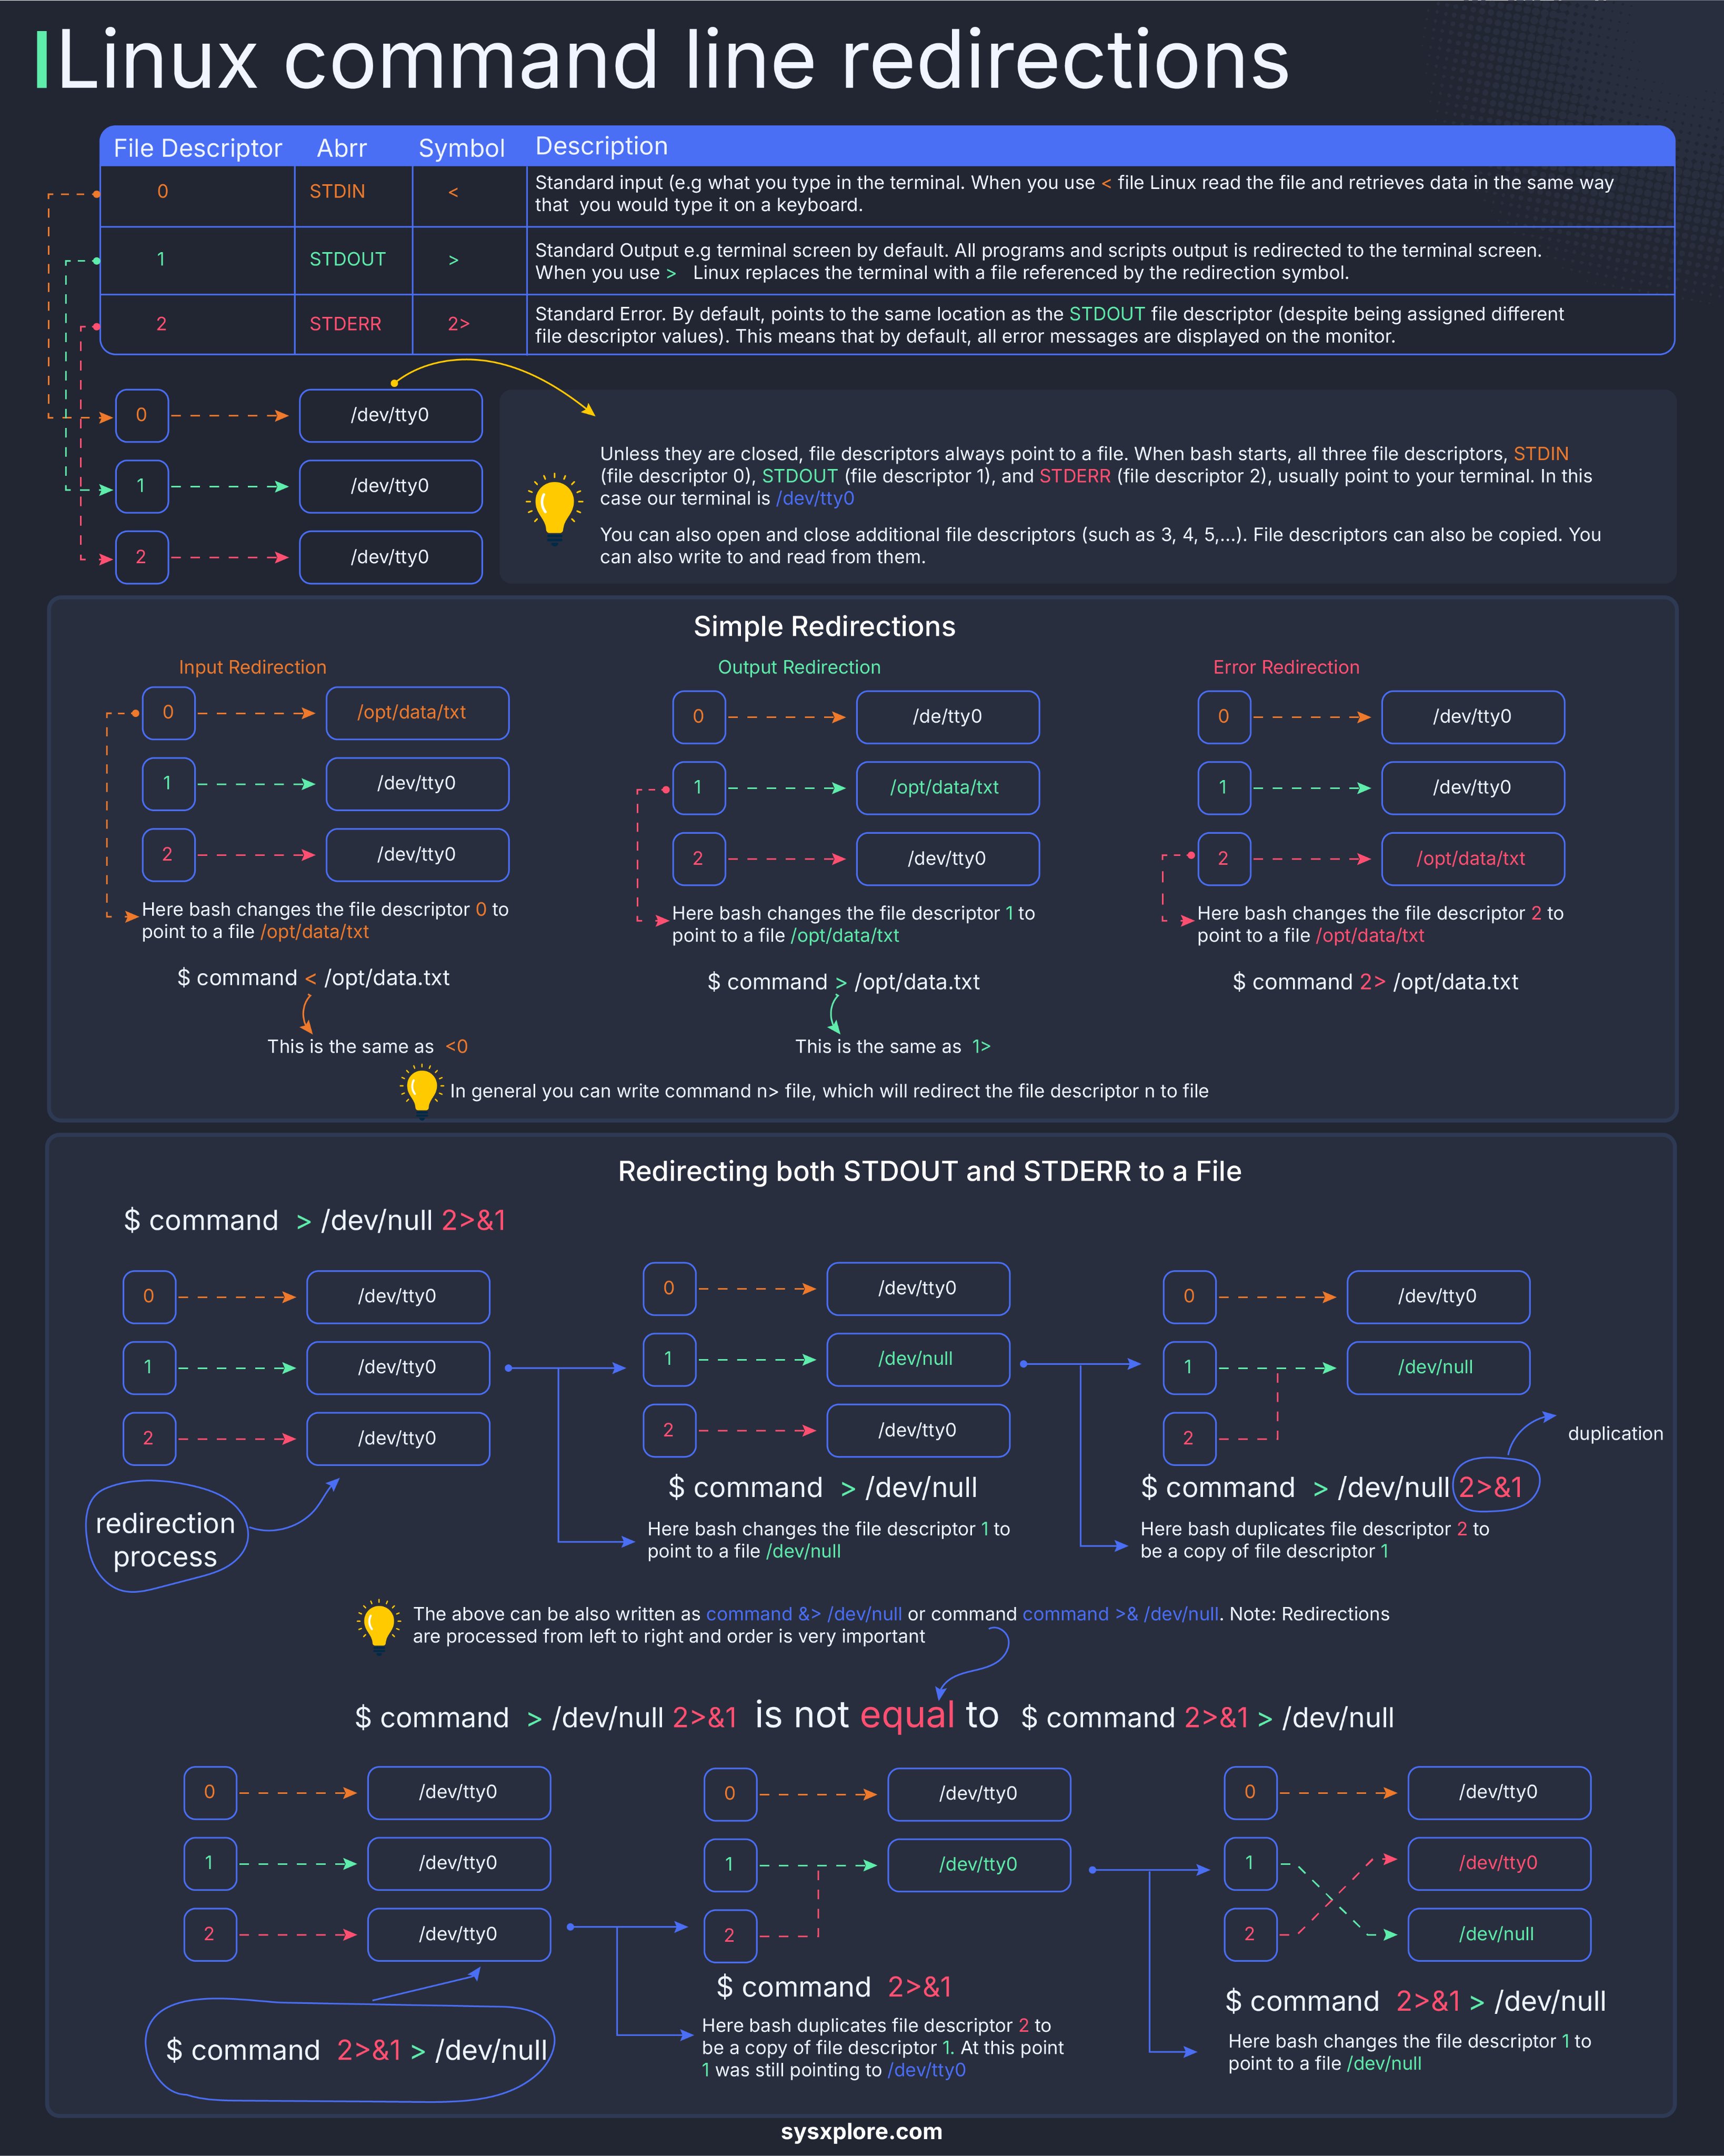 Linux command line redirections
File Descriptor Abrr Symbol Description
0 STDIN < Standard input (e.g what you type in the terminal. When you use < file Linux read the file and retrieves data in the same way
that you would type it on a keyboard.
1 STDOUT > Standard Output e.g terminal screen by default. All programs and scripts output is redirected to the terminal screen.
When you use > Linux replaces the terminal with a file referenced by the redirection symbol.
2 STDERR 2> Standard Error. By default, points to the same location as the STDOUT file descriptor (despite being assigned different
file descriptor values). This means that by default, all error messages are displayed on the monitor.
0 /dev/tty0
1 /dev/tty0
2 /dev/tty0
Unless they are closed, file descriptors always point to a file. When bash starts, all three file descriptors, STDIN
(file descriptor 0), STDOUT (file descriptor 1), and STDERR (file descriptor 2), usually point to your terminal. In this
case our terminal is /dev/tty0
You can also open and close additional file descriptors (such as 3, 4, 5,...). File descriptors can also be copied. You
can also write to and read from them.
Simple Redirections
Input Redirection
0 /opt/data/txt
1 /dev/tty0
2 /dev/tty0
Here bash changes the file descriptor 0 to
point to a file /opt/data/txt
$ command < /opt/data.txt
This is the same as <0
Output Redirection
0 /de/tty0
1 /opt/data/txt
2 /dev/tty0
Here bash changes the file descriptor 1 to
point to a file /opt/data/txt
$ command > /opt/data.txt
This is the same as 1>
Error Redirection
0 /dev/tty0
1 /dev/tty0
2 /opt/data/txt
Here bash changes the file descriptor 2 to
point to a file /opt/data/txt
$ command 2> /opt/data.txt
In general you can write command n> file, which will redirect the file descriptor n to file
Redirecting both STDOUT and STDERR to a File
$ command > /dev/null 2>&1
0 /dev/tty0
1 /dev/tty0
2 /dev/tty0
redirection
process
0 /dev/tty0
1 /dev/null
2 /dev/tty0
$ command > /dev/null
Here bash changes the file descriptor 1 to
point to a file /dev/null
0 /dev/tty0
1 /dev/null
2
duplication
$ command > /dev/null 2>&1
Here bash duplicates file descriptor 2 to
be a copy of file descriptor 1
The above can be also written as command &> /dev/null or command command >& /dev/null. Note: Redirections
are processed from left to right and order is very important
$ command > /dev/null 2>&1 is not equal to $ command 2>&1 > /dev/null
0 /dev/tty0
1 /dev/tty0
2 /dev/tty0
$ command 2>&1 > /dev/null
0 /dev/tty0
1 /dev/tty0
2
$ command 2>&1
Here bash duplicates file descriptor 2 to
be a copy of file descriptor 1. At this point
1 was still pointing to /dev/tty0
0 /dev/tty0
1 /dev/tty0
2 /dev/null
$ command 2>&1 > /dev/null
Here bash changes the file descriptor 1 to
point to a file /dev/null
sysxplore.com